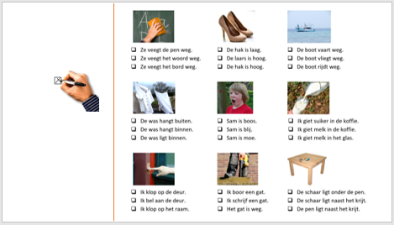 Ze veegt de pen weg.
Ze veegt het woord weg.
Ze veegt het bord weg.
De hak is laag.
De laars is hoog.
De hak is hoog.
De boot vaart weg.
De boot vliegt weg.
De boot rijdt weg.
De was hangt buiten.
De was hangt binnen.
De was ligt binnen.
Sam is boos.
Sam is blij.
Sam is moe.
Ik giet suiker in de koffie.
Ik giet melk in de koffie.
Ik giet melk in het glas.
Ik klop op de deur.
Ik bel aan de deur.
Ik klop op het raam.
Ik boor een gat.
Ik schrijf een gat.
Het gat is weg.
De schaar ligt onder de pen.
De schaar ligt naast het krijt.
De pen ligt naast het krijt.